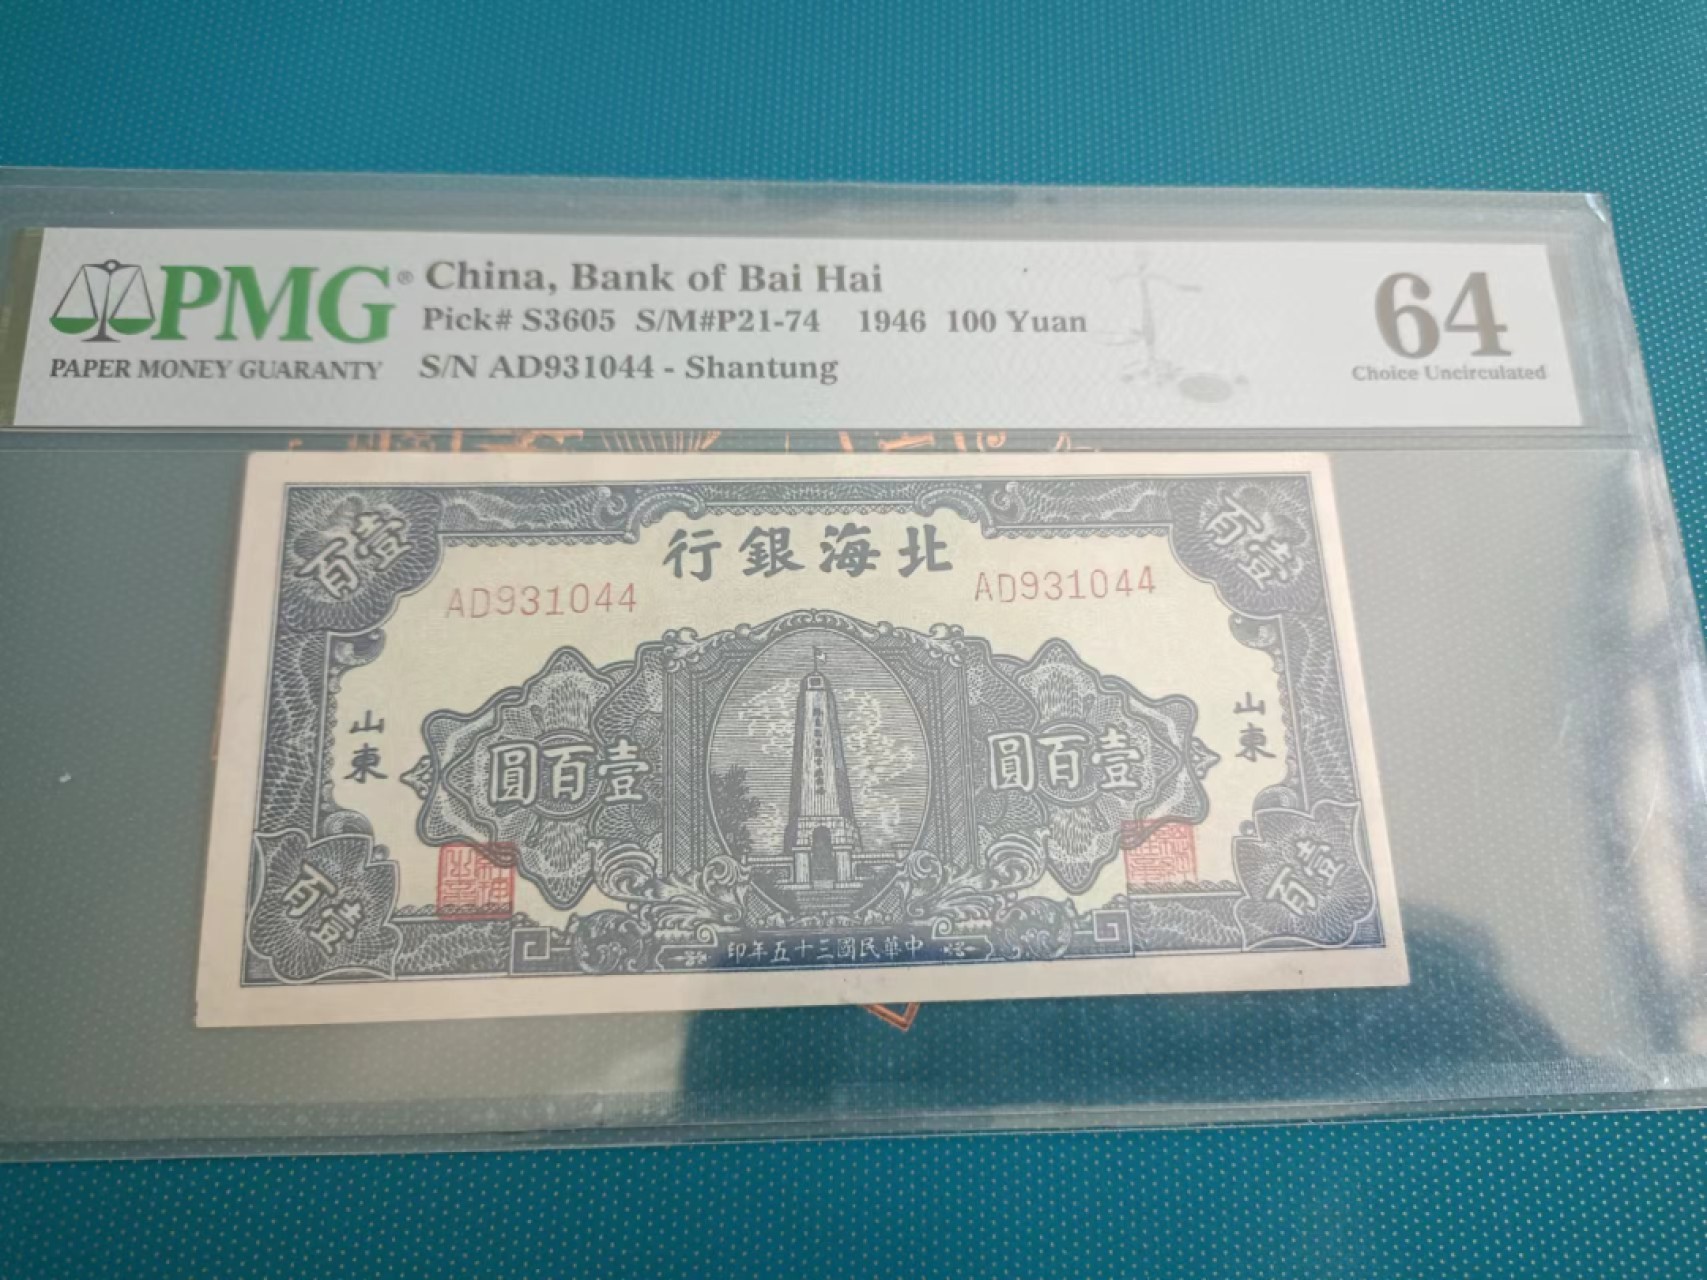 PMG®
PAPER MONEY GUARANTY
China, Bank of Bai Hai
Pick# S3605 S/M#P21-74 1946 100 Yuan
S/N AD931044 - Shantung
64
Choice Uncirculated
北海銀行
壹百
壹百
AD931044
AD931044
山東
山東
壹百圓
壹百圓
壹百
壹百
中華民國三十五年印